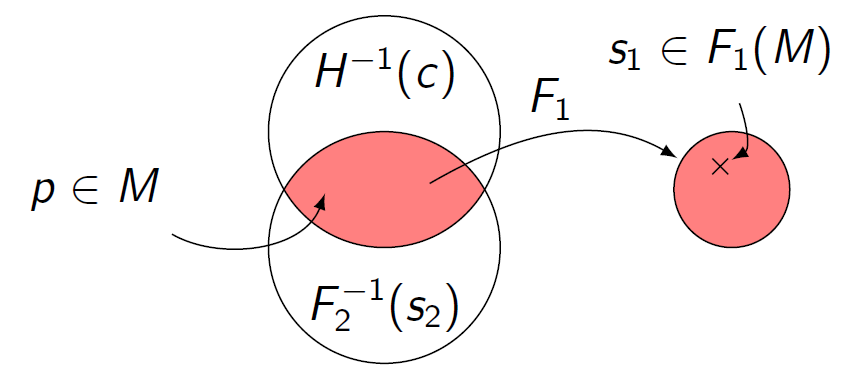 H⁻¹(c)
s₁ ∈ F₁(M)
F₁
p ∈ M
F₂⁻¹(s₂)